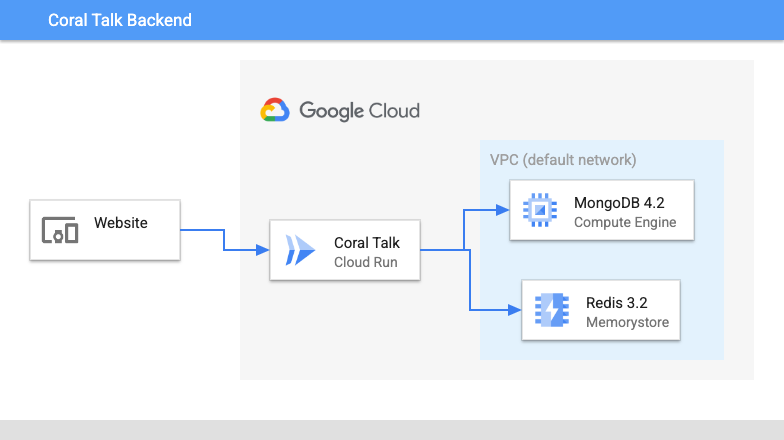 Coral Talk Backend
Google Cloud
VPC (default network)
MongoDB 4.2
Compute Engine
Website
Coral Talk
Cloud Run
Redis 3.2
Memorystore